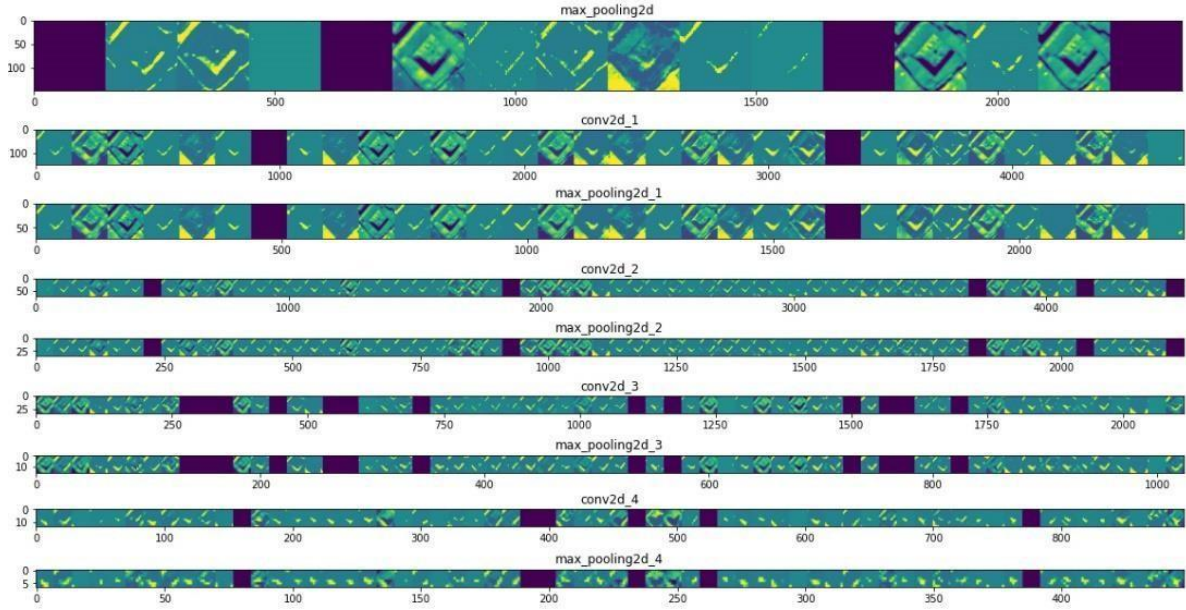 max_pooling2d
0
50
100
0 500 1000 1500 2000
conv2d_1
0
100
0 1000 2000 3000 4000
max_pooling2d_1
0
50
0 500 1000 1500 2000
conv2d_2
0
50
0 1000 2000 3000 4000
max_pooling2d_2
0
25
0 250 500 750 1000 1250 1500 1750 2000
conv2d_3
0
25
0 250 500 750 1000 1250 1500 1750 2000
max_pooling2d_3
0
10
0 200 400 600 800 1000
conv2d_4
0
10
0 100 200 300 400 500 600 700 800
max_pooling2d_4
0
5
0 50 100 150 200 250 300 350 400